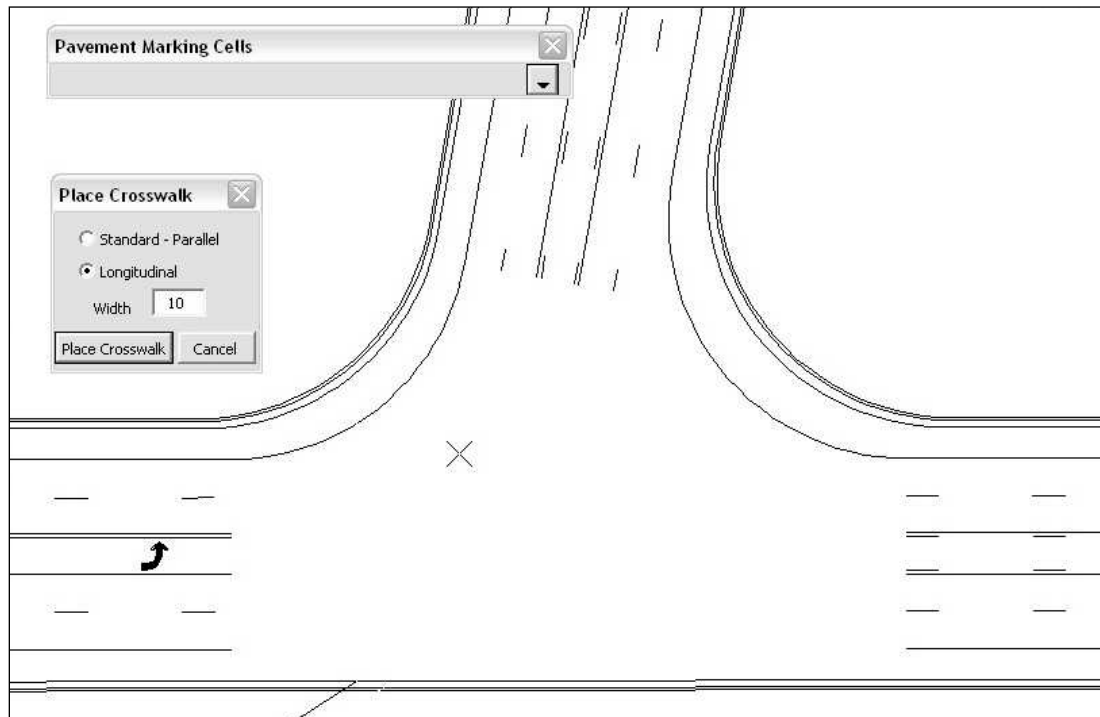 Pavement Marking Cells
Place Crosswalk
Standard - Parallel
Longitudinal
Width 10
Place Crosswalk Cancel